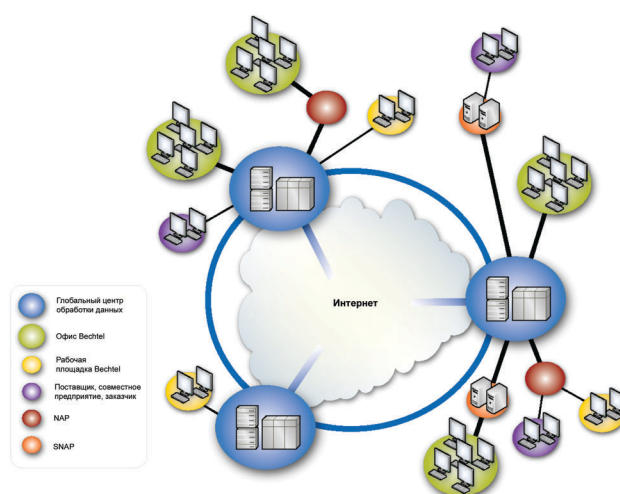 Интернет
Глобальный центр
обработки данных
Офис Bechtel
Рабочая
площадка Bechtel
Поставщик, совместное
предприятие, заказчик
NAP
SNAP